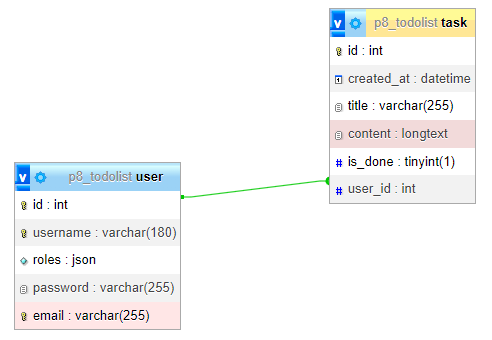 v p8_todolist task
id : int
created_at : datetime
title : varchar(255)
content : longtext
# is_done : tinyint(1)
# user_id : int
v p8_todolist user
id : int
username : varchar(180)
roles : json
password : varchar(255)
email : varchar(255)